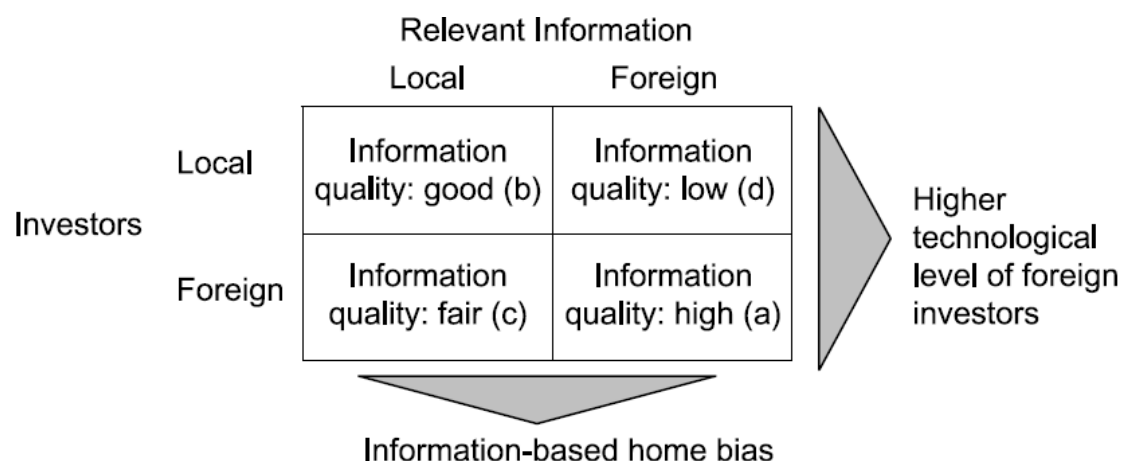 Relevant Information
Local Foreign
Local
Information
quality: good (b)
Information
quality: low (d)
Investors
Foreign
Information
quality: fair (c)
Information
quality: high (a)
Higher
technological
level of foreign
investors
Information-based home bias